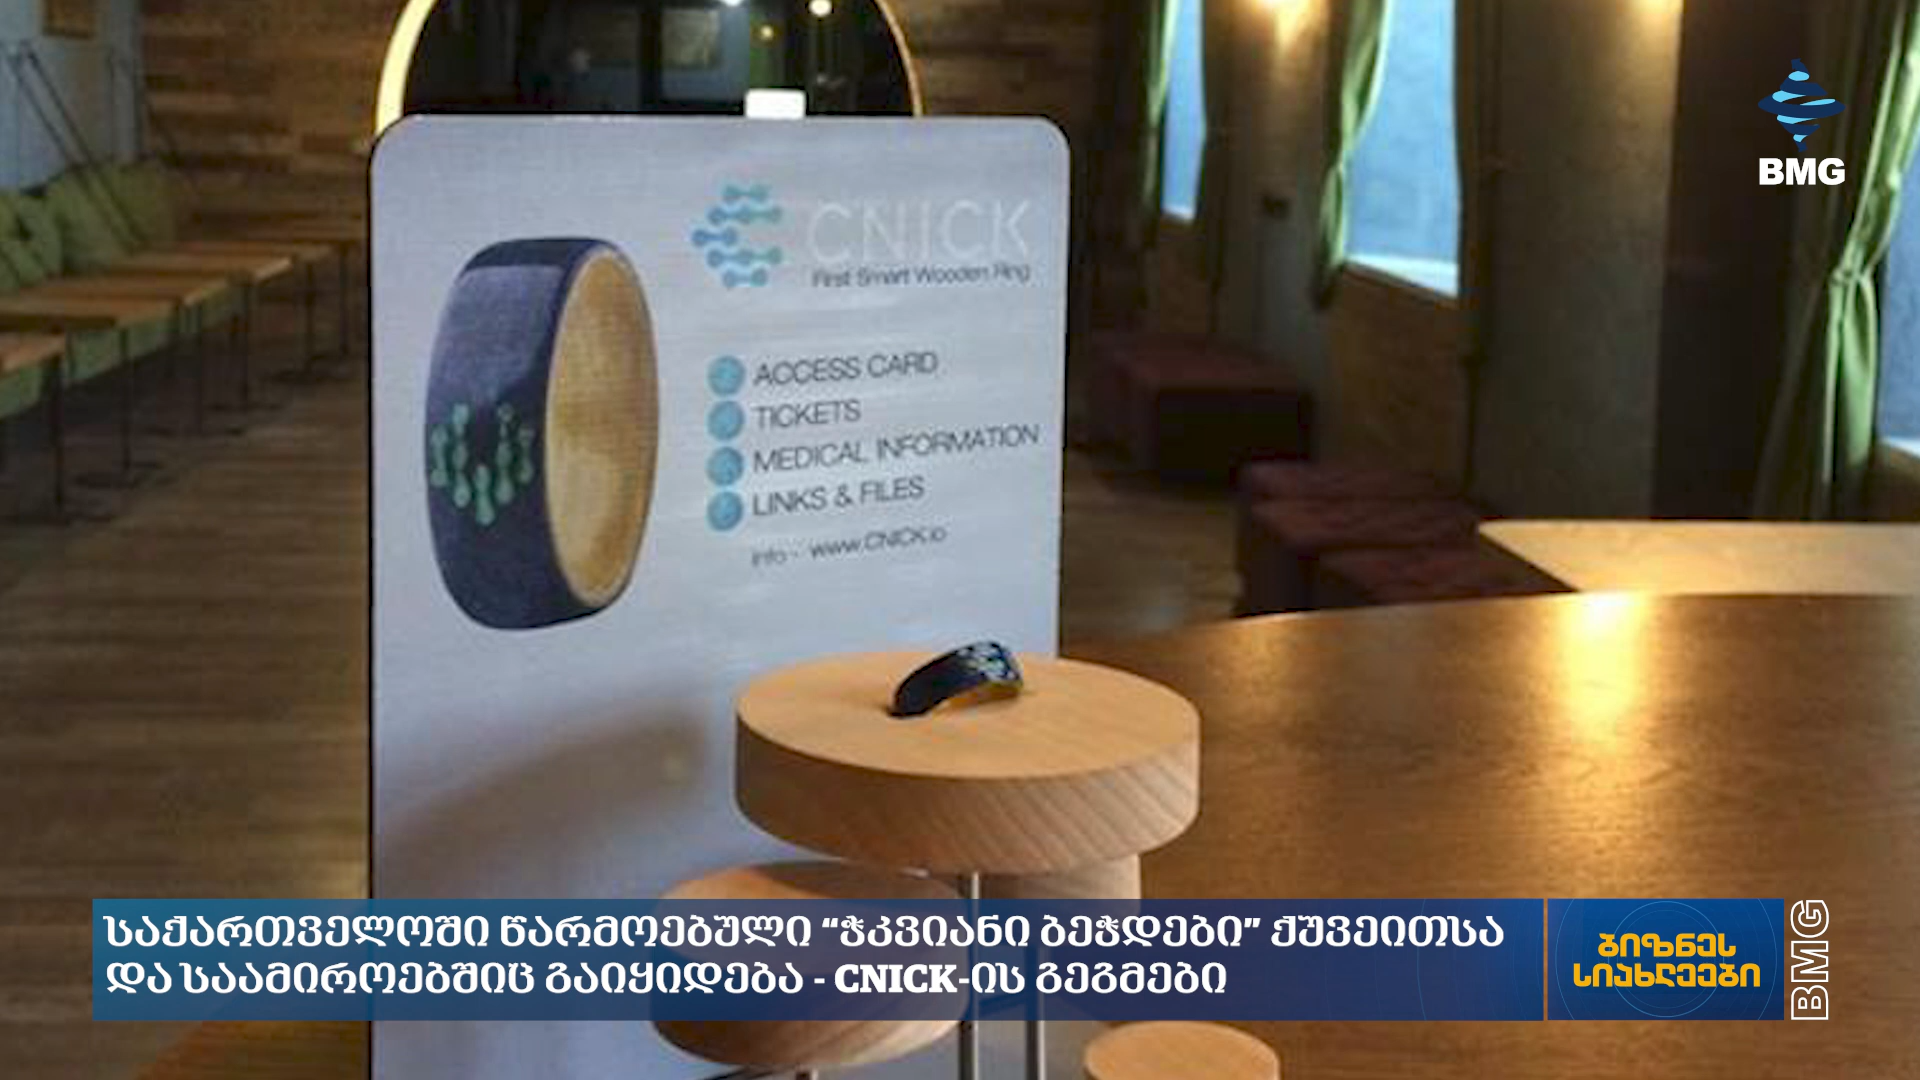 BMG
CNICK
First Smart Wooden Ring
ACCESS CARD
TICKETS
MEDICAL INFORMATION
LINKS & FILES
info - www.CNICK.io
საქართველოში წარმოებული “ჭკვიანი ბეჭდები” ქუვეითსა
და საამიროებშიც გაიყიდება - CNICK-ის გეგმები
ბიზნეს
სიახლეები
BMG